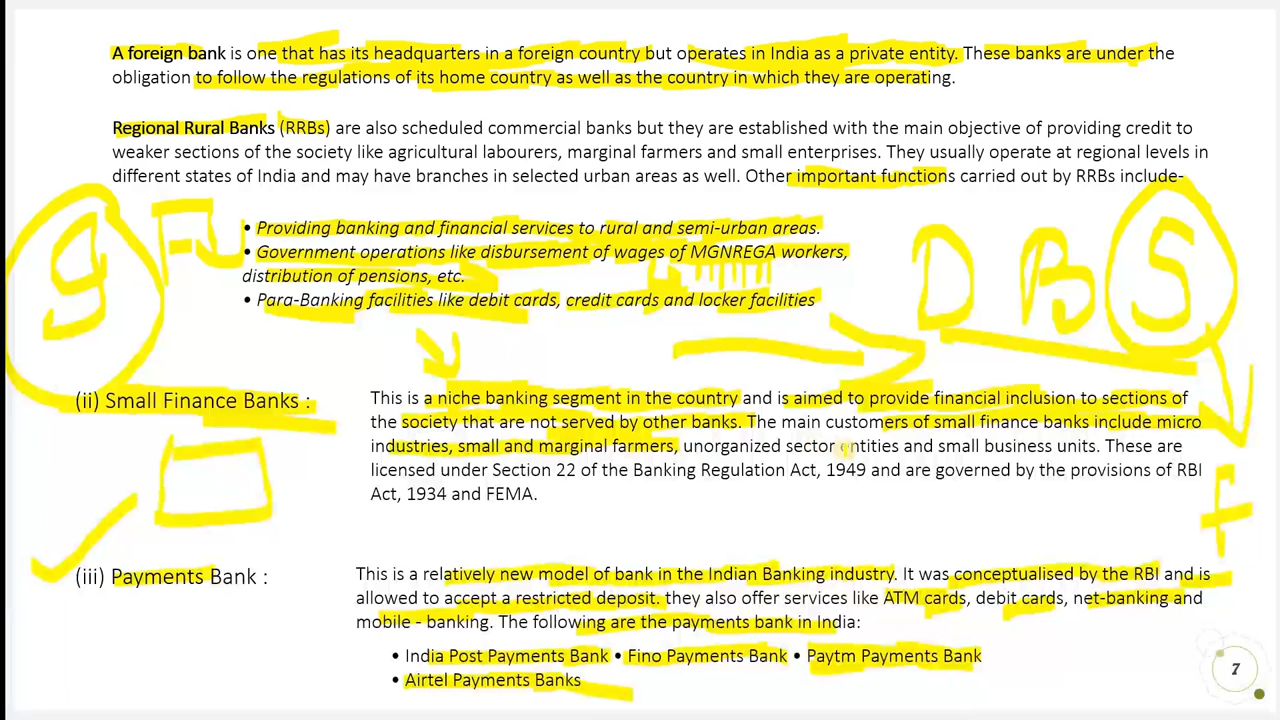 A foreign bank is one that has its headquarters in a foreign country but operates in India as a private entity. These banks are under the
obligation to follow the regulations of its home country as well as the country in which they are operating.
Regional Rural Banks (RRBs) are also scheduled commercial banks but they are established with the main objective of providing credit to
weaker sections of the society like agricultural labourers, marginal farmers and small enterprises. They usually operate at regional levels in
different states of India and may have branches in selected urban areas as well. Other important functions carried out by RRBs include-
• Providing banking and financial services to rural and semi-urban areas.
• Government operations like disbursement of wages of MGNREGA workers,
distribution of pensions, etc.
• Para-Banking facilities like debit cards, credit cards and locker facilities
D B S
(ii) Small Finance Banks :
This is a niche banking segment in the country and is aimed to provide financial inclusion to sections of
the society that are not served by other banks. The main customers of small finance banks include micro
industries, small and marginal farmers, unorganized sector entities and small business units. These are
licensed under Section 22 of the Banking Regulation Act, 1949 and are governed by the provisions of RBI
Act, 1934 and FEMA.
(iii) Payments Bank :
This is a relatively new model of bank in the Indian Banking industry. It was conceptualised by the RBI and is
allowed to accept a restricted deposit. they also offer services like ATM cards, debit cards, net-banking and
mobile - banking. The following are the payments bank in India:
• India Post Payments Bank • Fino Payments Bank • Paytm Payments Bank
• Airtel Payments Banks
7